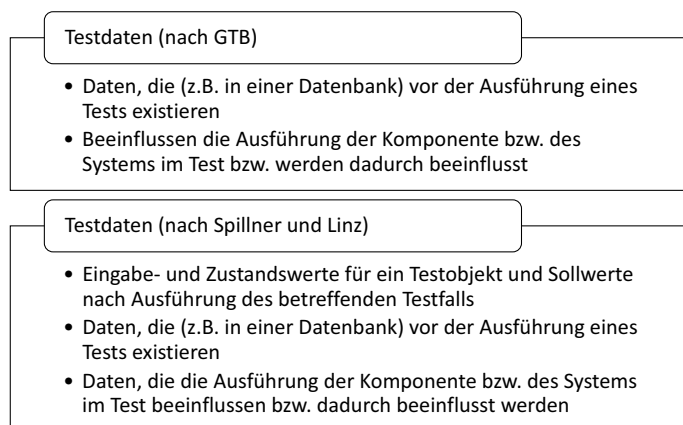 Testdaten (nach GTB)
• Daten, die (z.B. in einer Datenbank) vor der Ausführung eines
Tests existieren
• Beeinflussen die Ausführung der Komponente bzw. des
Systems im Test bzw. werden dadurch beeinflusst
Testdaten (nach Spillner und Linz)
• Eingabe- und Zustandswerte für ein Testobjekt und Sollwerte
nach Ausführung des betreffenden Testfalls
• Daten, die (z.B. in einer Datenbank) vor der Ausführung eines
Tests existieren
• Daten, die die Ausführung der Komponente bzw. des Systems
im Test beeinflussen bzw. dadurch beeinflusst werden